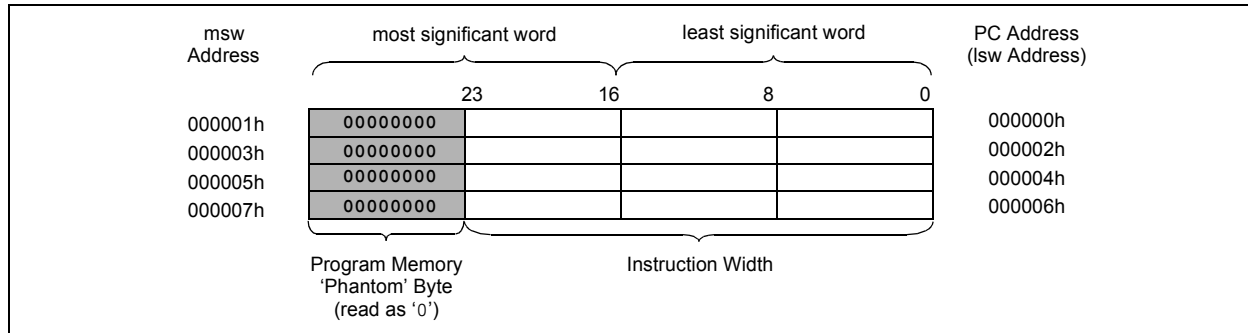 msw
Address
most significant word
least significant word
PC Address
(lsw Address)
23 16 8 0
000001h 00000000 000000h
000003h 00000000 000002h
000005h 00000000 000004h
000007h 00000000 000006h
Program Memory
‘Phantom’ Byte
(read as ‘0’)
Instruction Width